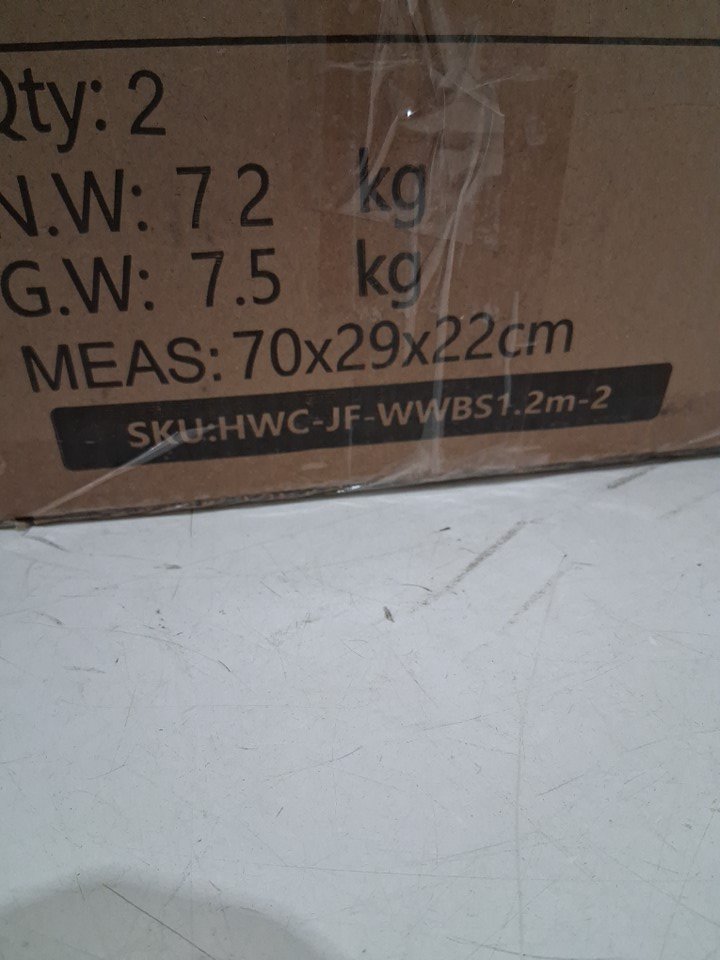 Qty: 2
N.W: 7 2 kg
G.W: 7.5 kg
MEAS: 70x29x22cm
SKU:HWC-JF-WWBS1.2m-2